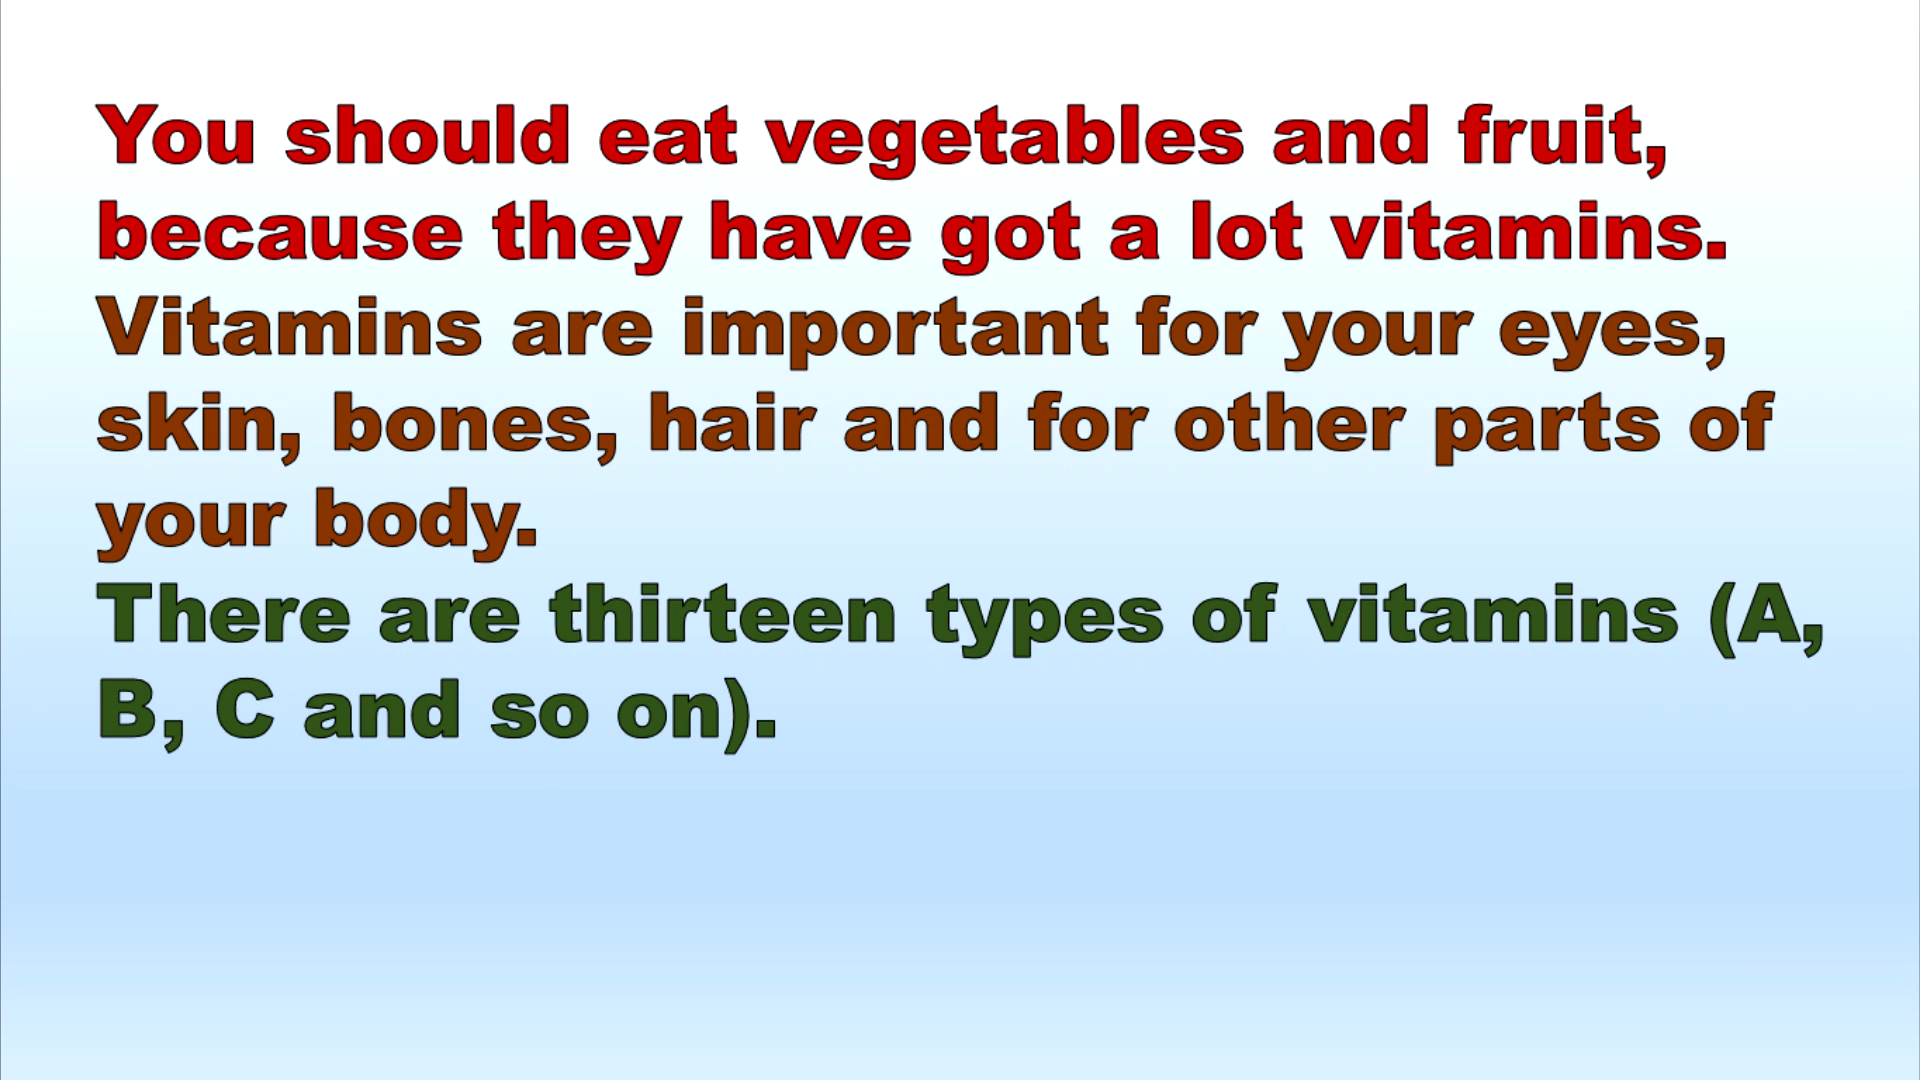 You should eat vegetables and fruit,
because they have got a lot vitamins.
Vitamins are important for your eyes,
skin, bones, hair and for other parts of
your body.
There are thirteen types of vitamins (A,
B, C and so on).